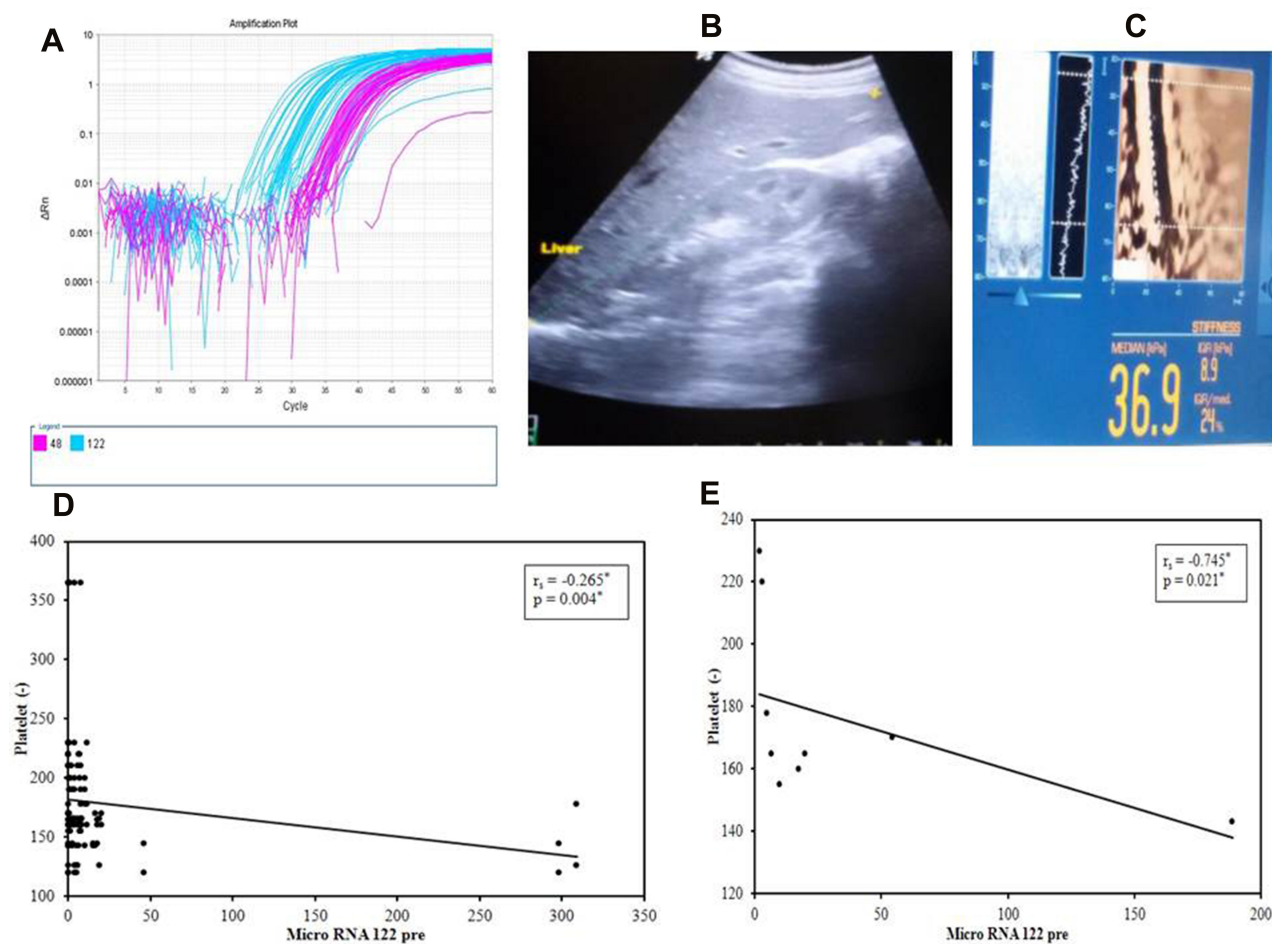 A
Amplification Plot
10
1
0.1
0.01
0.001
0.0001
0.00001
0.000001
ΔRn
5 10 15 20 25 30 35 40 45 50 55 60
Cycle
Legend
48 122
B
Liver
C
STIFFNESS
MEDIAN [kPa] IQR [kPa]
36.9 8.9
IQR/med.
24%
D
400
350
300
250
200
150
100
Platelet (-)
rs = -0.265*
p = 0.004*
0 50 100 150 200 250 300 350
Micro RNA 122 pre
E
240
220
200
180
160
140
120
Platelet (-)
rs = -0.745*
p = 0.021*
0 50 100 150 200
Micro RNA 122 pre